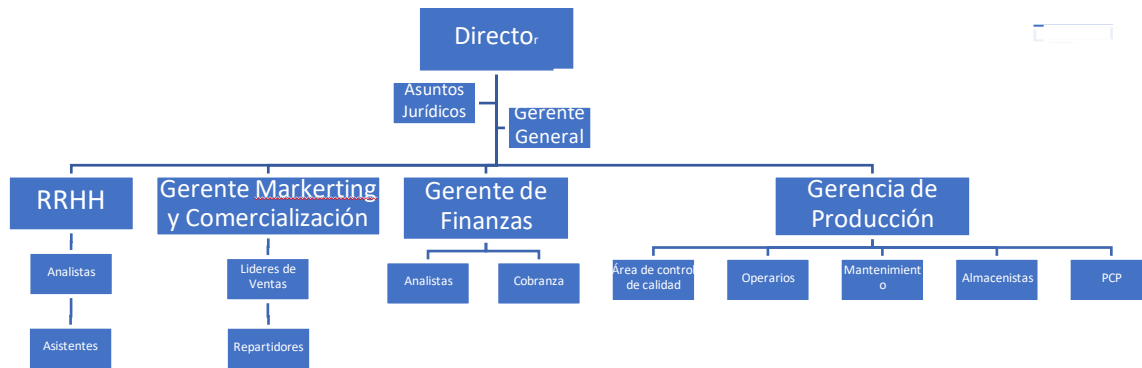 Director
Asuntos
Jurídicos
Gerente
General
RRHH
Gerente Markerting
y Comercialización
Gerente de
Finanzas
Gerencia de
Producción
Analistas
Lideres de
Ventas
Analistas
Cobranza
Área de control
de calidad
Operarios
Mantenimient
o
Almacenistas
PCP
Asistentes
Repartidores